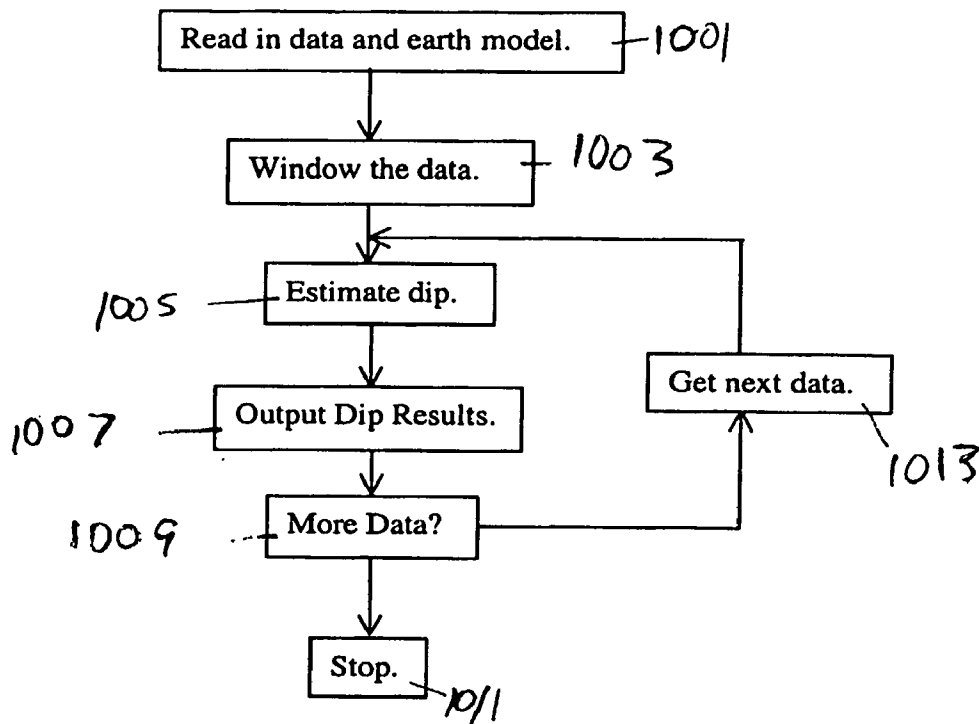 Read in data and earth model.
1001
Window the data.
1003
Estimate dip.
1005
Get next data.
1013
Output Dip Results.
1007
More Data?
1009
Stop.
1011